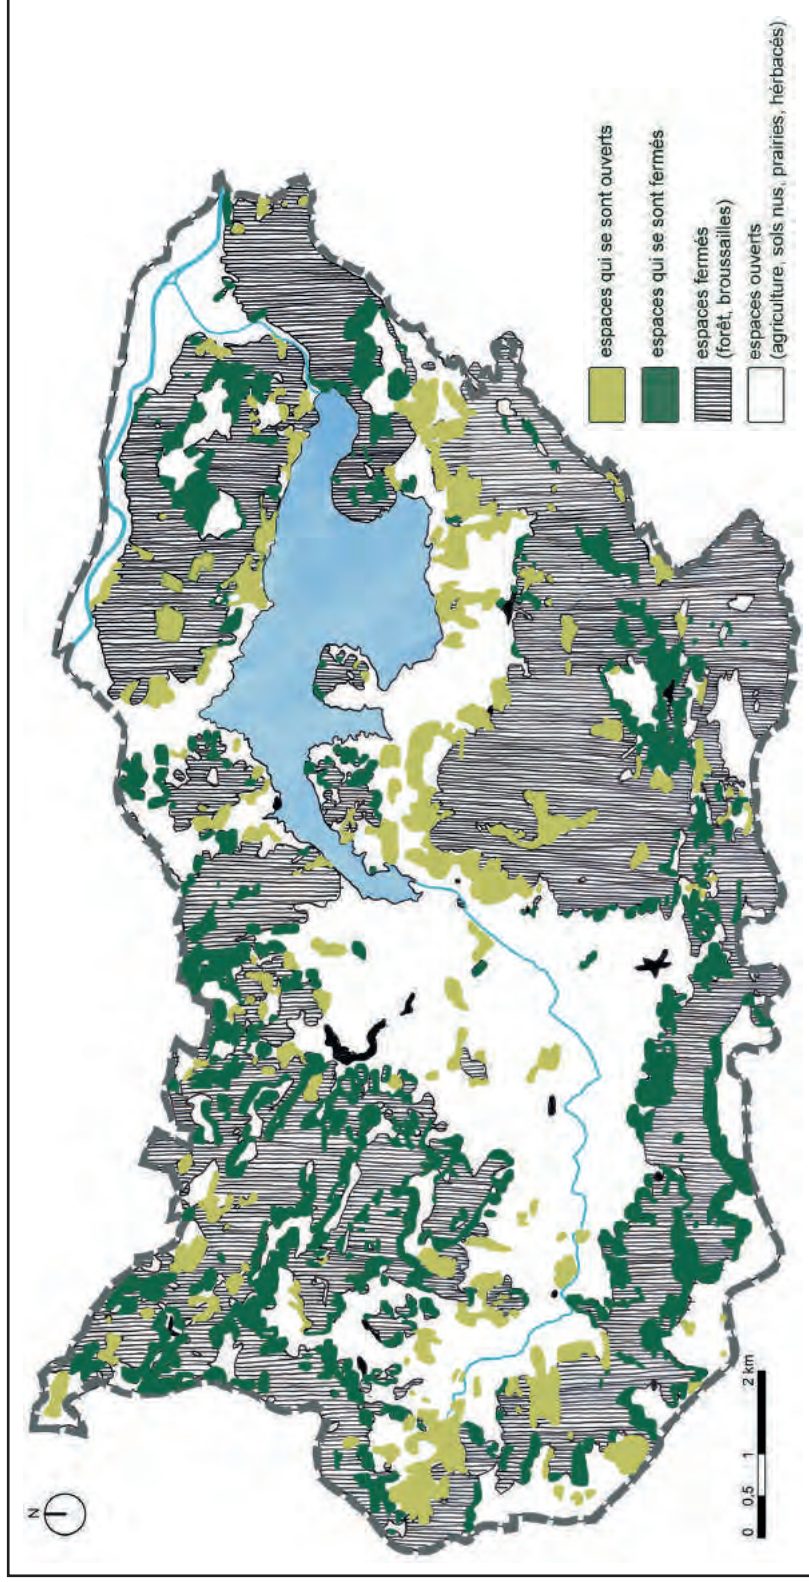 N
0 0,5 1 2 km
espaces qui se sont ouverts
espaces qui se sont fermés
espaces fermés
(forêt, broussailles)
espaces ouverts
(agriculture, sols nus, prairies, hérbacés)